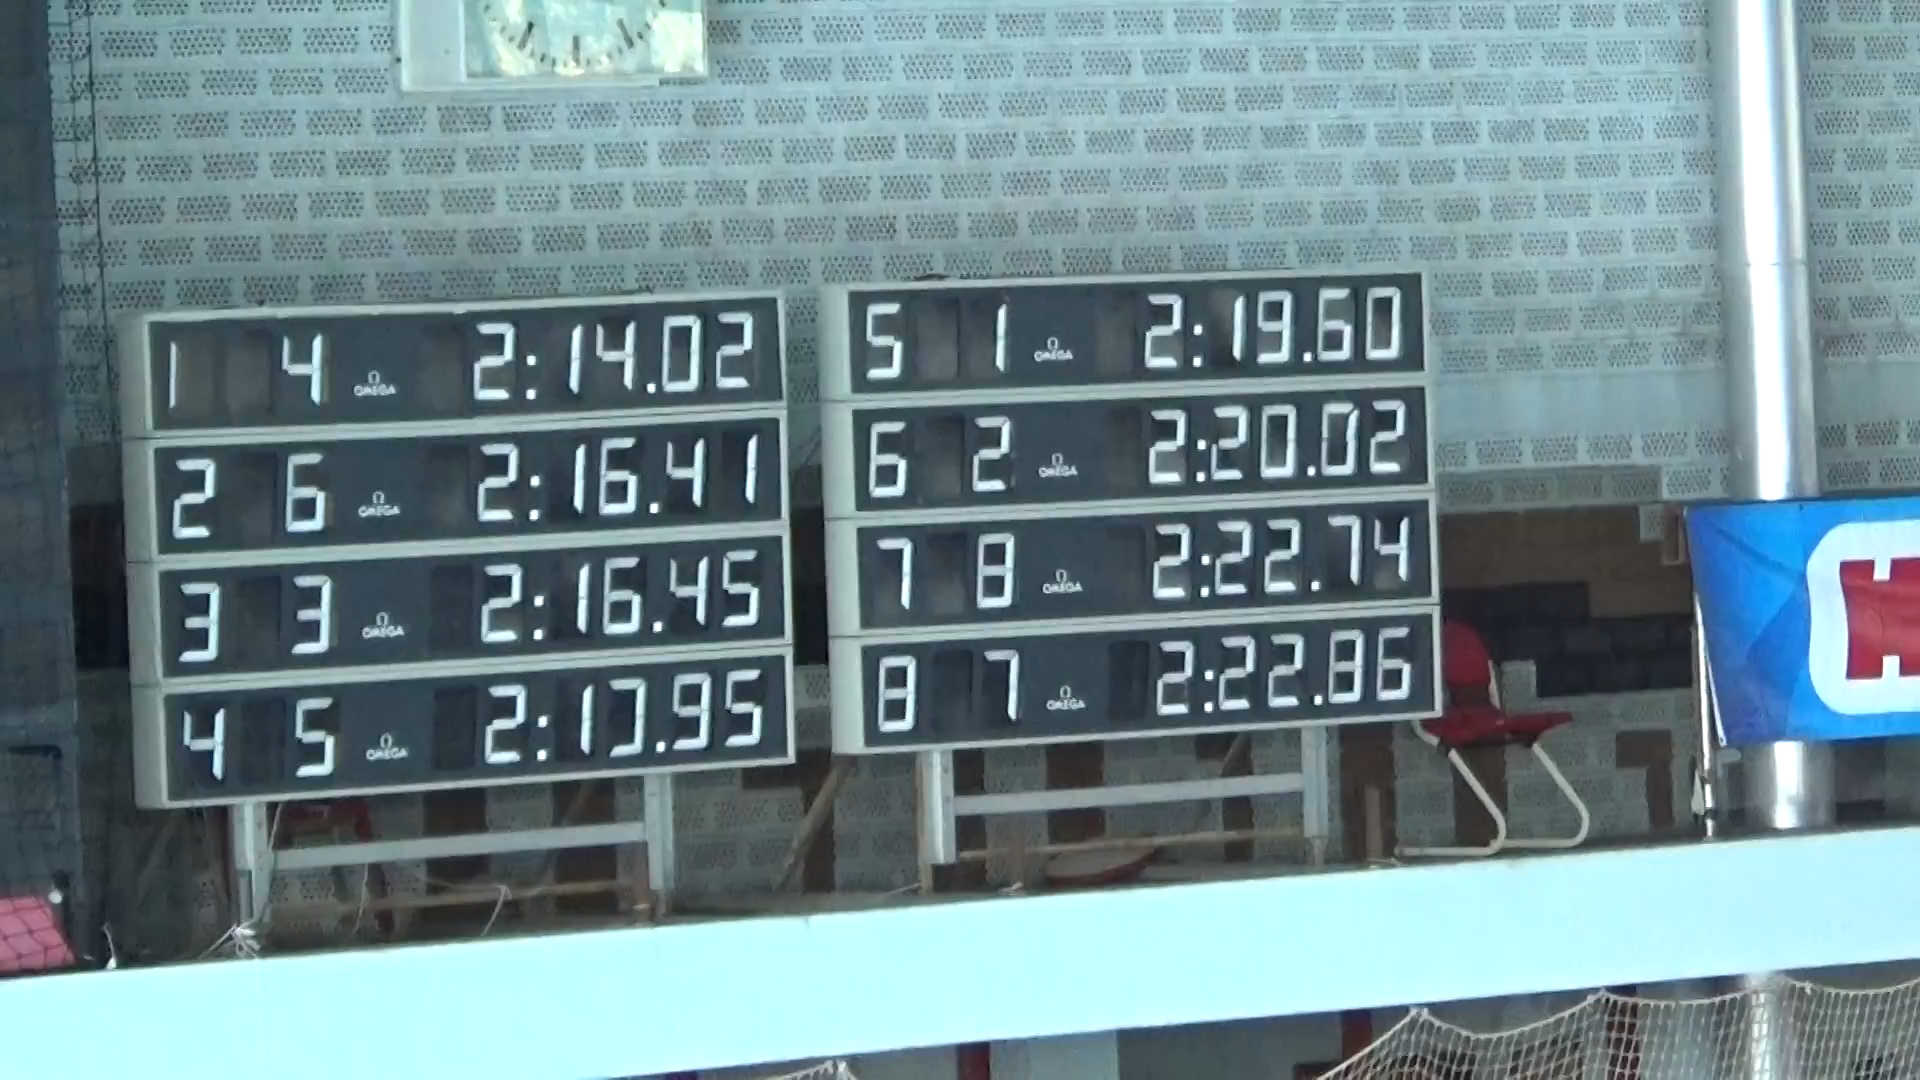 1 4 Ω OMEGA 2:14.02
2 6 Ω OMEGA 2:16.41
3 3 Ω OMEGA 2:16.45
4 5 Ω OMEGA 2:17.95
5 1 Ω OMEGA 2:19.60
6 2 Ω OMEGA 2:20.02
7 8 Ω OMEGA 2:22.74
8 7 Ω OMEGA 2:22.86